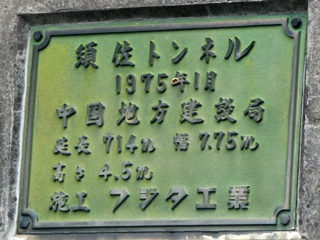 須佐トンネル
1975年1月
中国地方建設局
延長 714m 幅 7.75m
高さ 4.5m
施工 フジタ工業